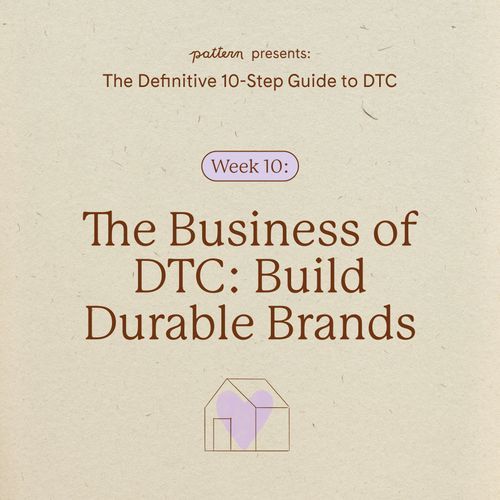 pattern presents:
The Definitive 10-Step Guide to DTC
Week 10:
The Business of
DTC: Build
Durable Brands